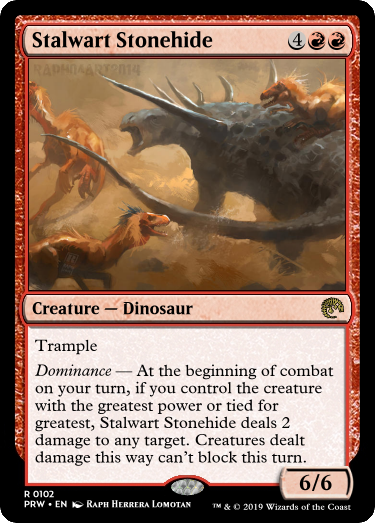 Stalwart Stonehide 4
RAPHOAART2014
Creature — Dinosaur
Trample
Dominance — At the beginning of combat
on your turn, if you control the creature
with the greatest power or tied for
greatest, Stalwart Stonehide deals 2
damage to any target. Creatures dealt
damage this way can't block this turn.
6/6
R 0102
PRW • EN RAPH HERRERA LOMOTAN
™ & © 2019 Wizards of the Coast